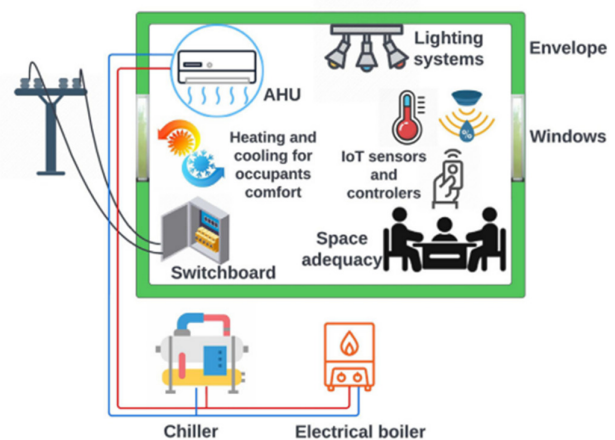 Lighting
systems
Envelope
AHU
Windows
Heating and
cooling for
occupants
comfort
IoT sensors
and
controlers
Space
adequacy
Switchboard
Chiller
Electrical boiler